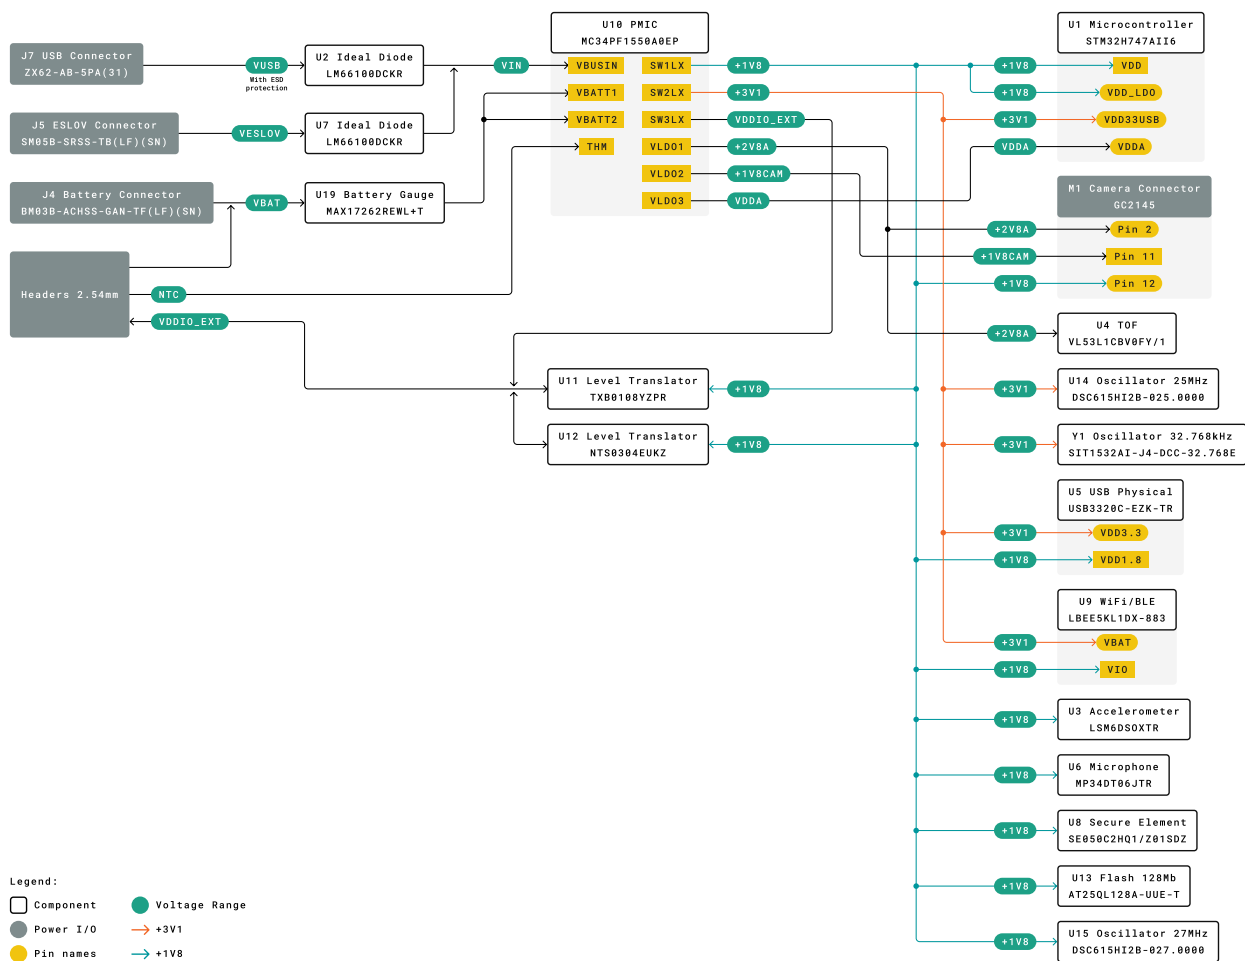 J7 USB Connector
ZX62-AB-5PA(31)
VUSB
With ESD
protection
U2 Ideal Diode
LM66100DCKR
VIN
J5 ESLOV Connector
SM05B-SRSS-TB(LF)(SN)
VESLOV
U7 Ideal Diode
LM66100DCKR
J4 Battery Connector
BM03B-ACHSS-GAN-TF(LF)(SN)
VBAT
U19 Battery Gauge
MAX17262REWL+T
Headers 2.54mm
NTC
VDDIO_EXT
U10 PMIC
MC34PF1550A0EP
VBUSIN
VBATT1
VBATT2
THM
SW1LX
SW2LX
SW3LX
VLDO1
VLDO2
VLDO3
+1V8
+3V1
VDDIO_EXT
+2V8A
+1V8CAM
VDDA
U11 Level Translator
TXB0108YZPR
+1V8
U12 Level Translator
NTS0304EUKZ
+1V8
U1 Microcontroller
STM32H747AII6
+1V8
VDD
+1V8
VDD_LDO
+3V1
VDD33USB
VDDA
VDDA
M1 Camera Connector
GC2145
+2V8A
Pin 2
+1V8CAM
Pin 11
+1V8
Pin 12
+2V8A
U4 TOF
VL53L1CBV0FY/1
+3V1
U14 Oscillator 25MHz
DSC615HI2B-025.0000
+3V1
Y1 Oscillator 32.768kHz
SIT1532AI-J4-DCC-32.768E
U5 USB Physical
USB3320C-EZK-TR
+3V1
VDD3.3
+1V8
VDD1.8
U9 WiFi/BLE
LBEE5KL1DX-883
+3V1
VBAT
+1V8
VIO
+1V8
U3 Accelerometer
LSM6DSOXTR
+1V8
U6 Microphone
MP34DT06JTR
+1V8
U8 Secure Element
SE050C2HQ1/Z01SDZ
+1V8
U13 Flash 128Mb
AT25QL128A-UUE-T
+1V8
U15 Oscillator 27MHz
DSC615HI2B-027.0000
Legend:
Component
Voltage Range
Power I/O
+3V1
Pin names
+1V8